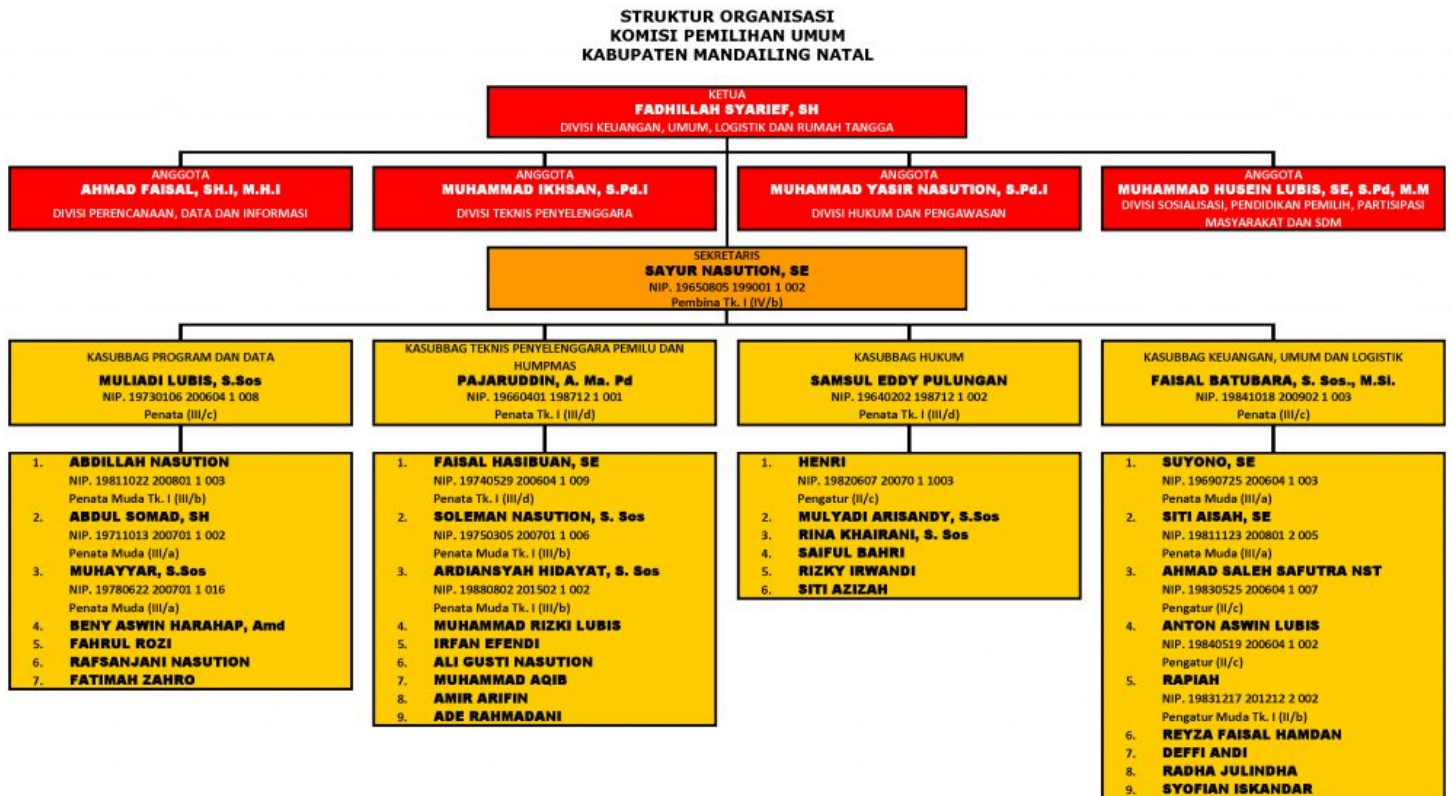 STRUKTUR ORGANISASI
KOMISI PEMILIHAN UMUM
KABUPATEN MANDAILING NATAL
KETUA
FADHILLAH SYARIEF, SH
DIVISI KEUANGAN, UMUM, LOGISTIK DAN RUMAH TANGGA
ANGGOTA
AHMAD FAISAL, SH.I, M.H.I
DIVISI PERENCANAAN, DATA DAN INFORMASI
ANGGOTA
MUHAMMAD IKHSAN, S.Pd.I
DIVISI TEKNIS PENYELENGGARA
ANGGOTA
MUHAMMAD YASIR NASUTION, S.Pd.I
DIVISI HUKUM DAN PENGAWASAN
ANGGOTA
MUHAMMAD HUSEIN LUBIS, SE, S.Pd, M.M
DIVISI SOSIALISASI, PENDIDIKAN PEMILIH, PARTISIPASI
MASYARAKAT DAN SDM
SEKRETARIS
SAYUR NASUTION, SE
NIP. 19650805 199001 1 002
Pembina Tk. I (IV/b)
KASUBBAG PROGRAM DAN DATA
MULIADI LUBIS, S.Sos
NIP. 19730106 200604 1 008
Penata (III/c)
KASUBBAG TEKNIS PENYELENGGARA PEMILU DAN
HUMPMAS
PAJARUDDIN, A. Ma. Pd
NIP. 19660401 198712 1 001
Penata Tk. I (III/d)
KASUBBAG HUKUM
SAMSUL EDDY PULUNGAN
NIP. 19640202 198712 1 002
Penata Tk. I (III/d)
KASUBBAG KEUANGAN, UMUM DAN LOGISTIK
FAISAL BATUBARA, S. Sos., M.Si.
NIP. 19841018 200902 1 003
Penata (III/c)
1. ABDILLAH NASUTION
NIP. 19811022 200801 1 003
Penata Muda Tk. I (III/b)
2. ABDUL SOMAD, SH
NIP. 19711013 200701 1 002
Penata Muda (III/a)
3. MUHAYYAR, S.Sos
NIP. 19780622 200701 1 016
Penata Muda (III/a)
4. BENY ASWIN HARAHAP, Amd
5. FAHRUL ROZI
6. RAFSANJANI NASUTION
7. FATIMAH ZAHRO
1. FAISAL HASIBUAN, SE
NIP. 19740529 200604 1 009
Penata Tk. I (III/d)
2. SOLEMAN NASUTION, S. Sos
NIP. 19750305 200701 1 006
Penata Muda Tk. I (III/b)
3. ARDIANSYAH HIDAYAT, S. Sos
NIP. 19880802 201502 1 002
Penata Muda Tk. I (III/b)
4. MUHAMMAD RIZKI LUBIS
5. IRFAN EFENDI
6. ALI GUSTI NASUTION
7. MUHAMMAD AQIB
8. AMIR ARIFIN
9. ADE RAHMADANI
1. HENRI
NIP. 19820607 20070 1 1003
Pengatur (II/c)
2. MULYADI ARISANDY, S.Sos
3. RINA KHAIRANI, S. Sos
4. SAIFUL BAHRI
5. RIZKY IRWANDI
6. SITI AZIZAH
1. SUYONO, SE
NIP. 19690725 200604 1 003
Penata Muda (III/a)
2. SITI AISAH, SE
NIP. 19811123 200801 2 005
Penata Muda (III/a)
3. AHMAD SALEH SAFUTRA NST
NIP. 19830525 200604 1 007
Pengatur (II/c)
4. ANTON ASWIN LUBIS
NIP. 19840519 200604 1 002
Pengatur (II/c)
5. RAPIAH
NIP. 19831217 201212 2 002
Pengatur Muda Tk. I (II/b)
6. REYZA FAISAL HAMDAN
7. DEFFI ANDI
8. RADHA JULINDHA
9. SYOFIAN ISKANDAR